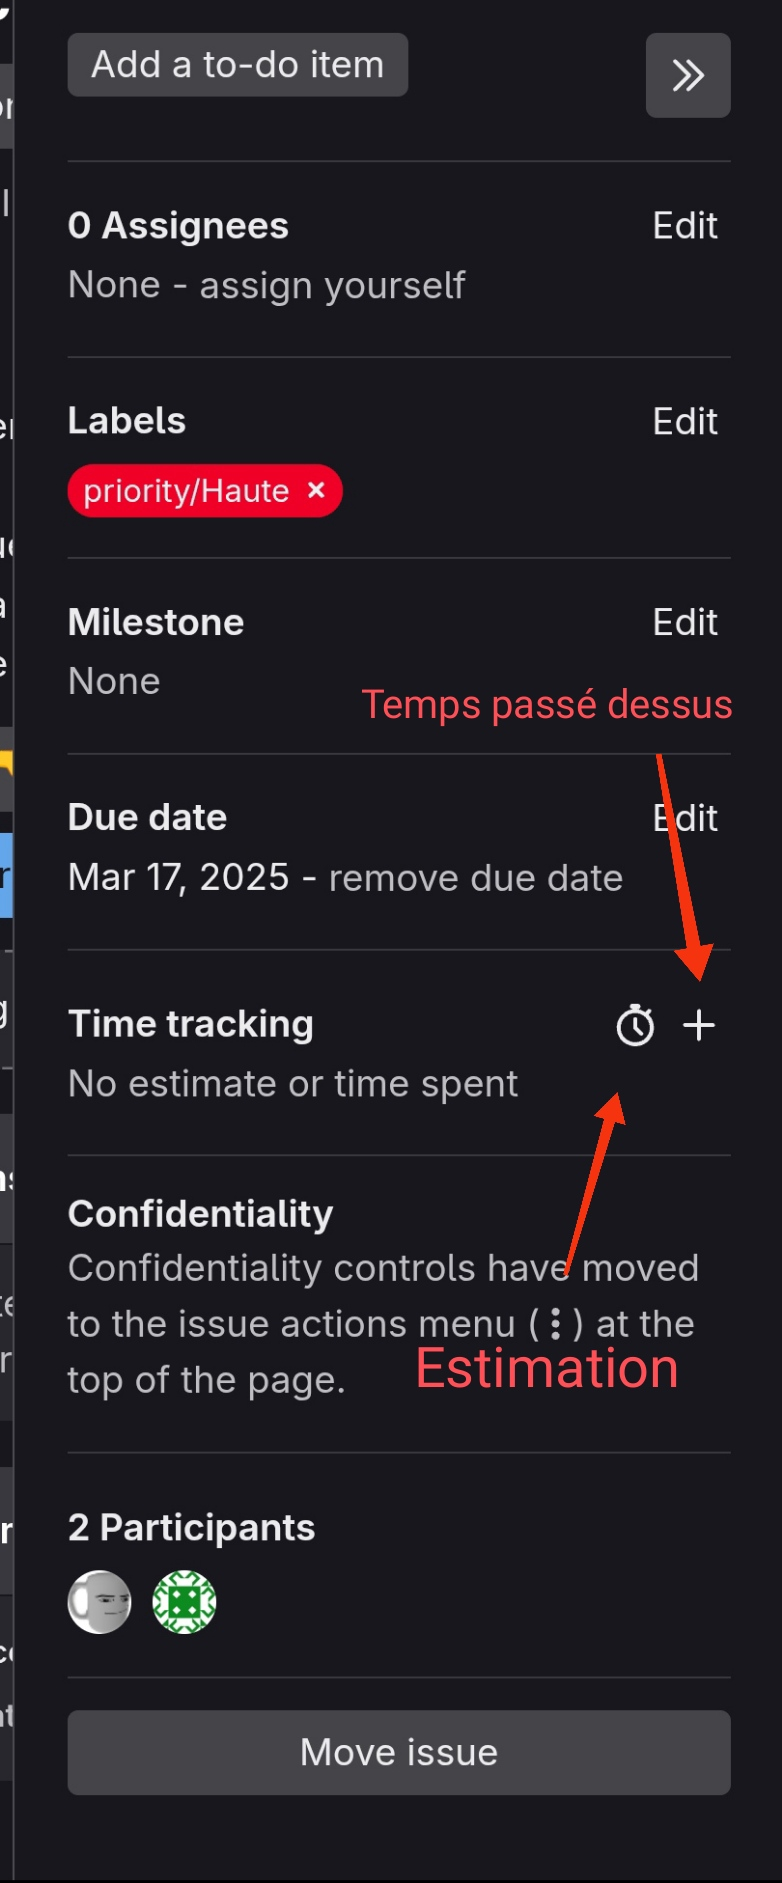 Add a to-do item
0 Assignees Edit
None - assign yourself
Labels Edit
priority/Haute ×
Milestone Edit
None
Temps passé dessus
Due date Edit
Mar 17, 2025 - remove due date
Time tracking
No estimate or time spent
Confidentiality
Confidentiality controls have moved
to the issue actions menu (⋮) at the
top of the page.
Estimation
2 Participants
Move issue